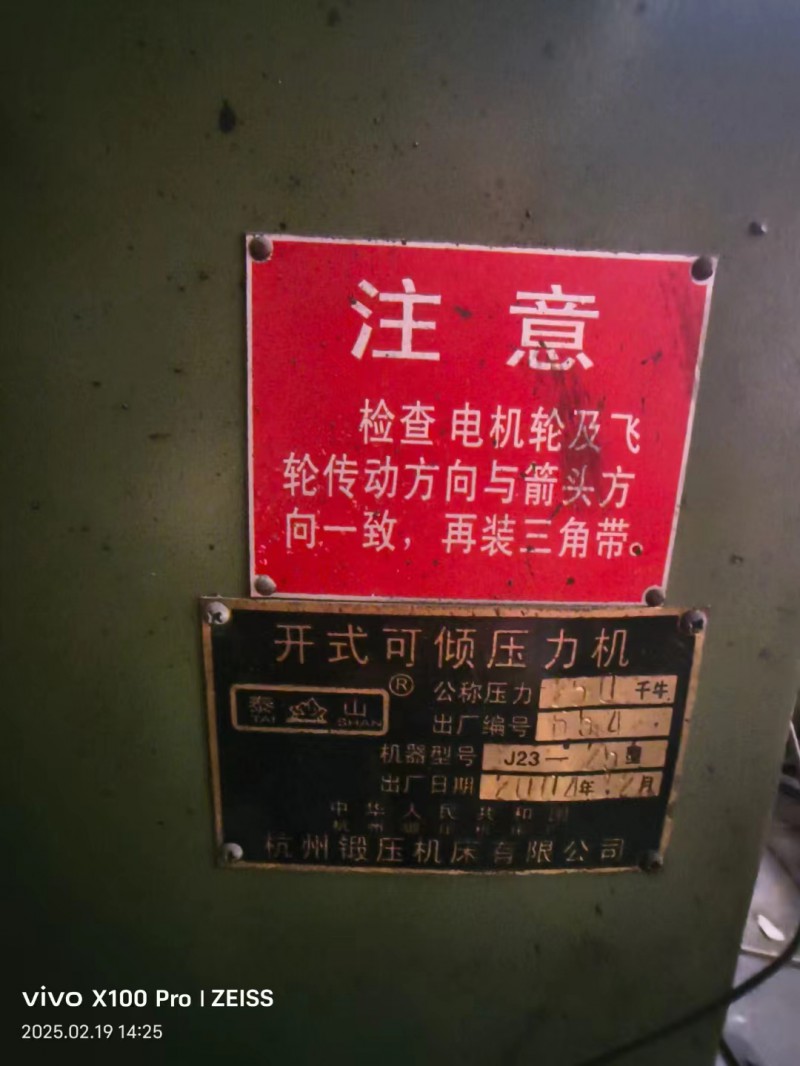 注 意
检查电机轮及飞
轮传动方向与箭头方
向一致，再装三角带。
开式可倾压力机
泰山
TAI SHAN
®
公称压力 千牛
出厂编号
机器型号 J23—
出厂日期 年 月
中华人民共和国
杭州锻压机床有限公司
vivo X100 Pro | ZEISS
2025.02.19 14:25